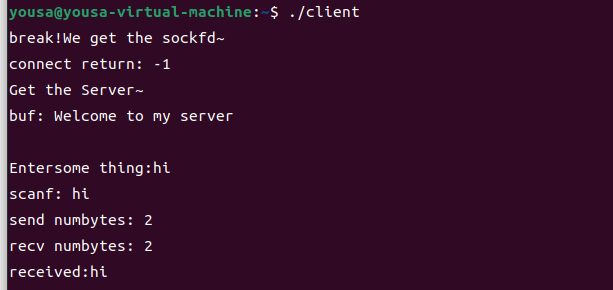 yousa@yousa-virtual-machine:~$ ./client
break!We get the sockfd~
connect return: -1
Get the Server~
buf: Welcome to my server
Entersome thing:hi
scanf: hi
send numbytes: 2
recv numbytes: 2
received:hi